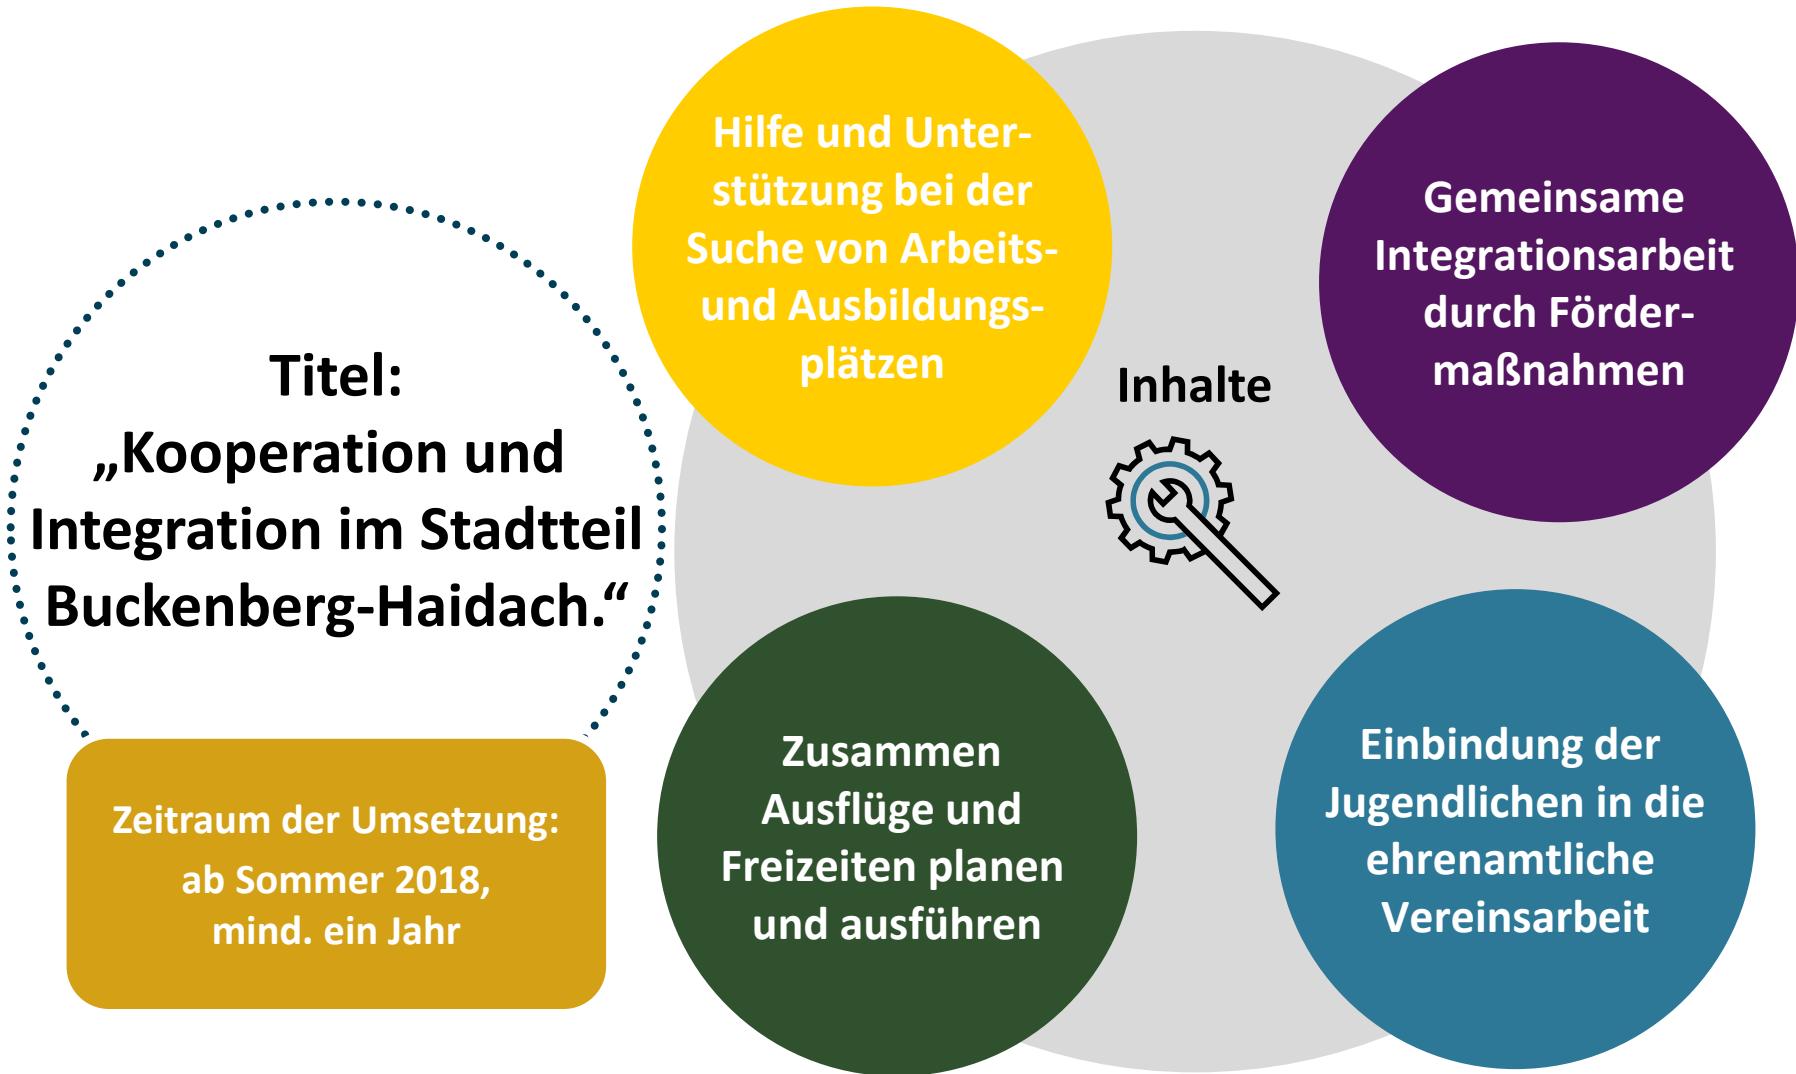 Titel:
„Kooperation und
Integration im Stadtteil
Buckenberg-Haidach.“
Zeitraum der Umsetzung:
ab Sommer 2018,
mind. ein Jahr
Inhalte
Hilfe und Unter-
stützung bei der
Suche von Arbeits-
und Ausbildungs-
plätzen
Gemeinsame
Integrationsarbeit
durch Förder-
maßnahmen
Zusammen
Ausflüge und
Freizeiten planen
und ausführen
Einbindung der
Jugendlichen in die
ehrenamtliche
Vereinsarbeit